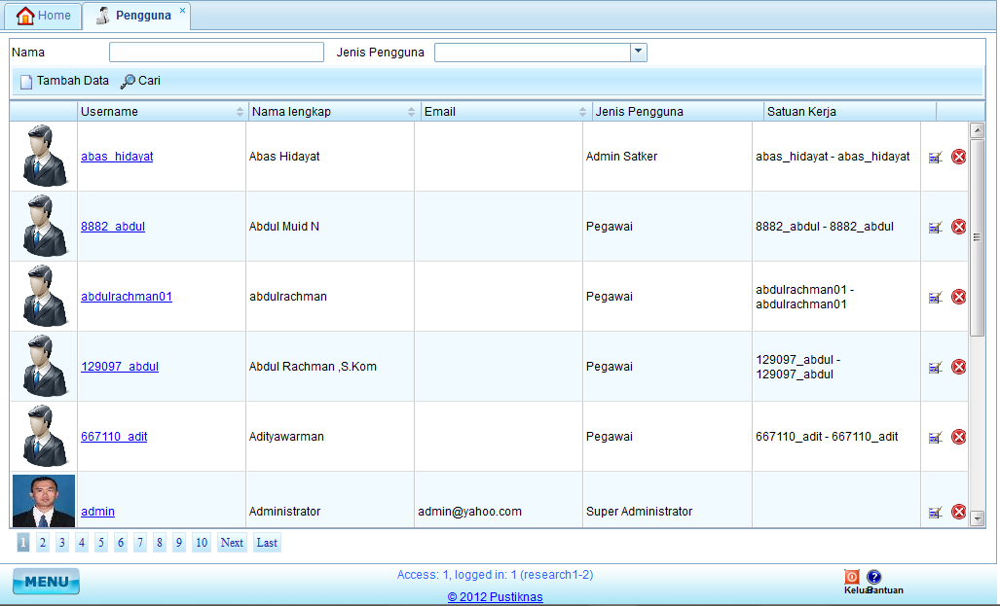 Home Pengguna
Nama Jenis Pengguna
Tambah Data Cari
Username Nama lengkap Email Jenis Pengguna Satuan Kerja
abas_hidayat Abas Hidayat Admin Satker abas_hidayat - abas_hidayat
8882_abdul Abdul Muid N Pegawai 8882_abdul - 8882_abdul
abdulrachman01 abdulrachman Pegawai abdulrachman01 -
abdulrachman01
129097_abdul Abdul Rachman ,S.Kom Pegawai 129097_abdul -
129097_abdul
667110_adit Adityawarman Pegawai 667110_adit - 667110_adit
admin Administrator admin@yahoo.com Super Administrator
1 2 3 4 5 6 7 8 9 10 Next Last
MENU
Access: 1, logged in: 1 (research1-2)
© 2012 Pustiknas
Keluar Bantuan